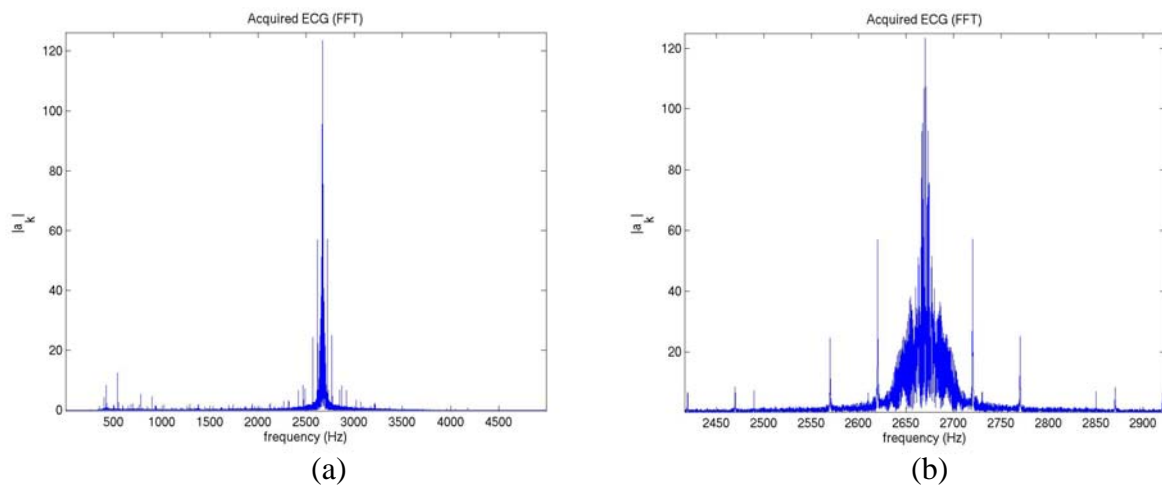 Acquired ECG (FFT)
120
100
80
60
40
20
0
|a_k|
500 1000 1500 2000 2500 3000 3500 4000 4500
frequency (Hz)
(a)
Acquired ECG (FFT)
120
100
80
60
40
20
|a_k|
2450 2500 2550 2600 2650 2700 2750 2800 2850 2900
frequency (Hz)
(b)